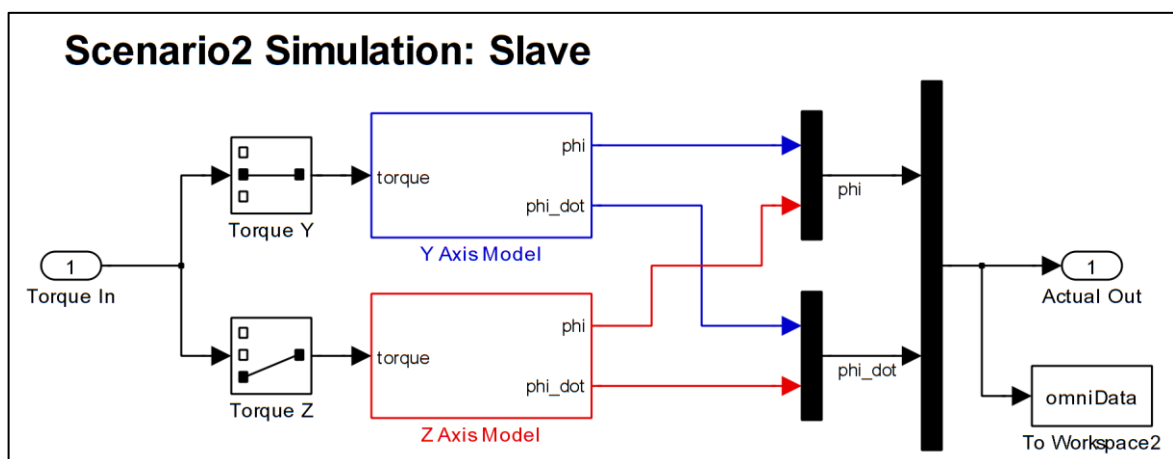 Scenario2 Simulation: Slave
phi
torque
phi_dot
Torque Y
Y Axis Model
phi
1
Torque In
1
Actual Out
phi
torque
phi_dot
phi_dot
Torque Z
Z Axis Model
omniData
To Workspace2